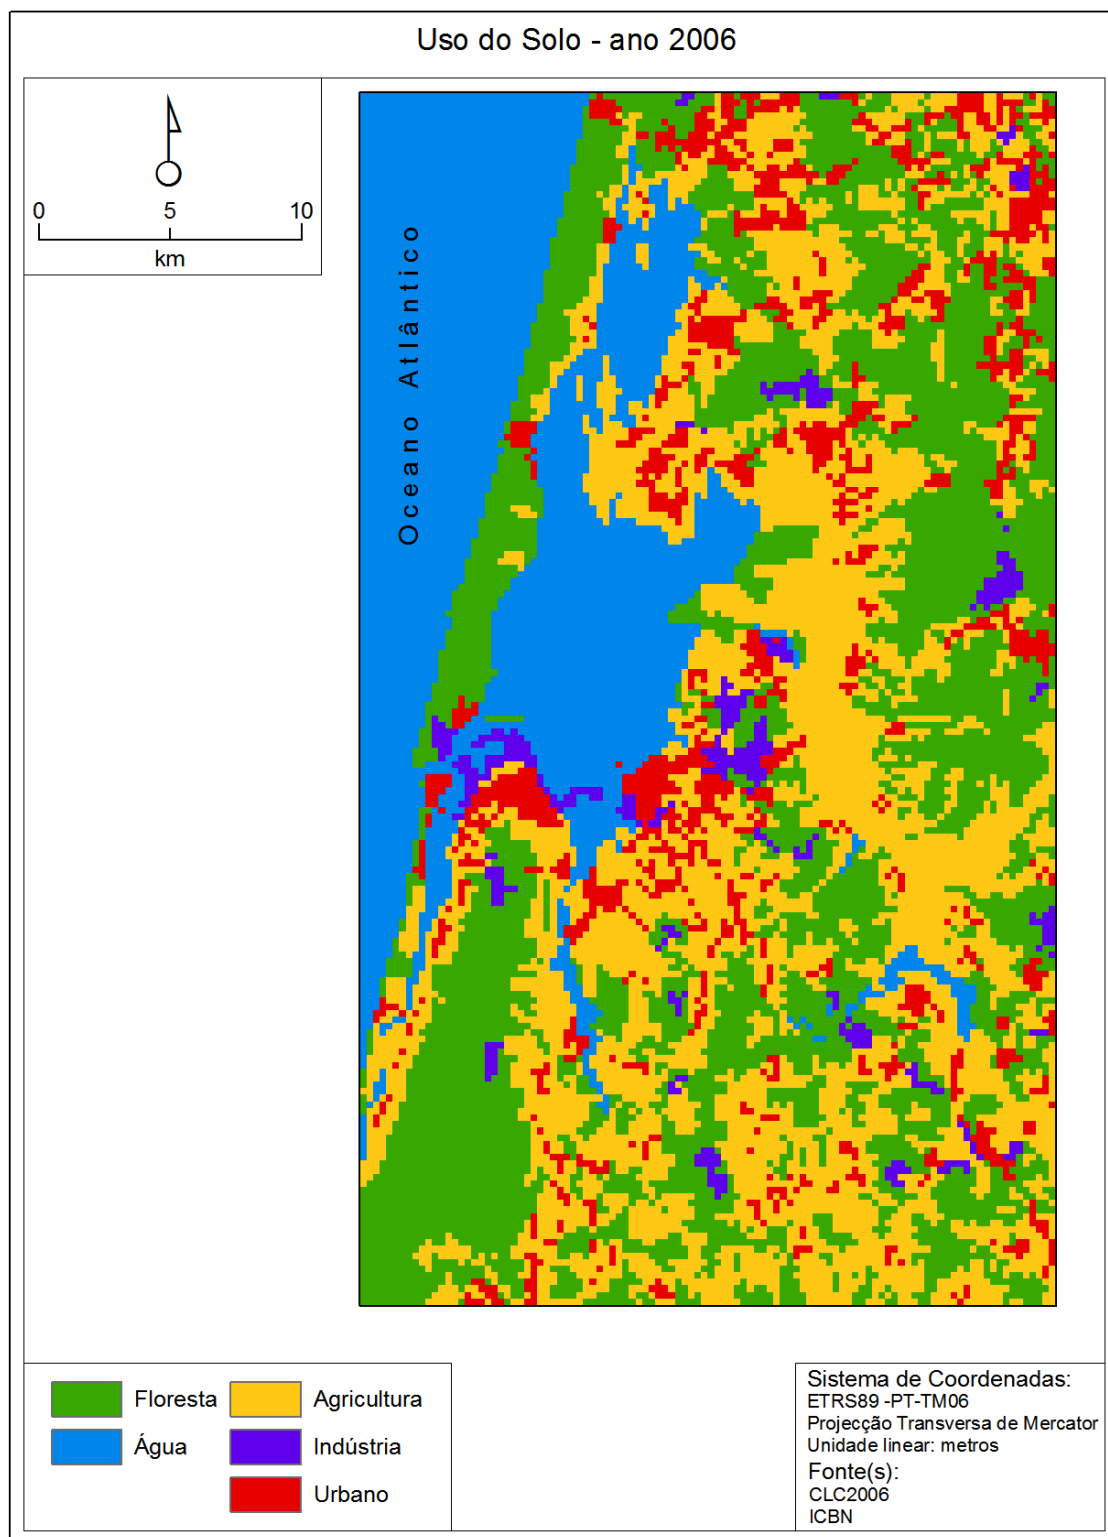 Uso do Solo - ano 2006
0 5 10
km
Oceano Atlântico
Floresta
Agricultura
Água
Indústria
Urbano
Sistema de Coordenadas:
ETRS89 -PT-TM06
Projecção Transversa de Mercator
Unidade linear: metros
Fonte(s):
CLC2006
ICBN